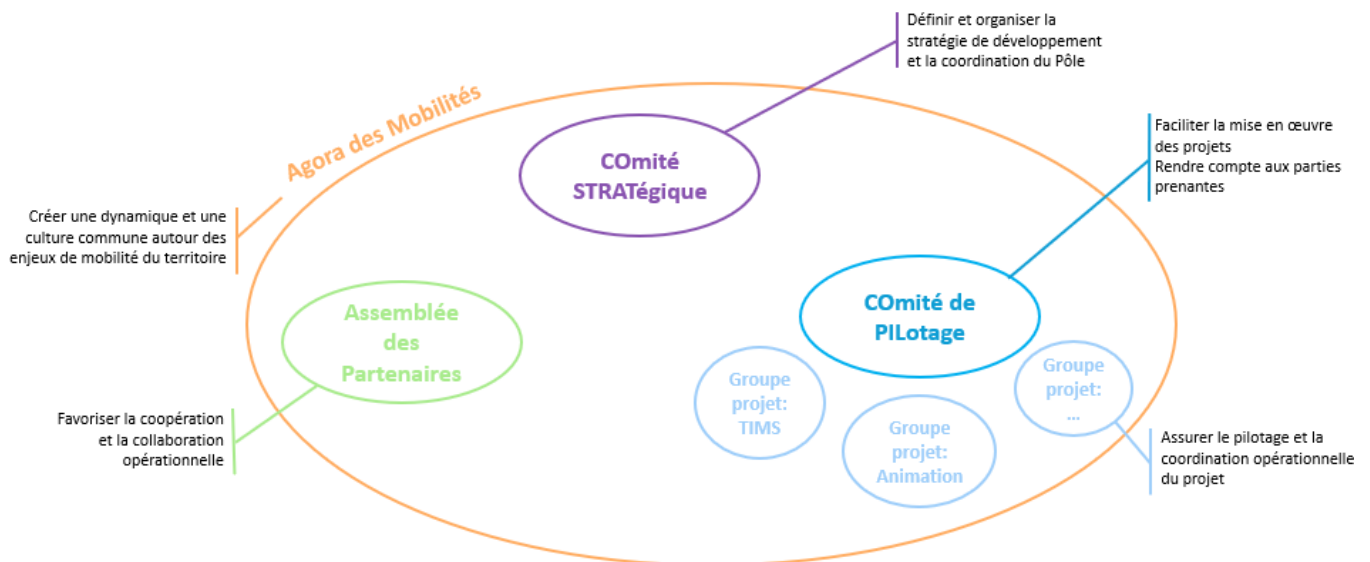 Définir et organiser la
stratégie de développement
et la coordination du Pôle
Agora des Mobilités
COmité
STRATégique
Faciliter la mise en œuvre
des projets
Rendre compte aux parties
prenantes
Créer une dynamique et une
culture commune autour des
enjeux de mobilité du territoire
Assemblée
des
Partenaires
COmité de
PILotage
Groupe
projet:
TIMS
Groupe
projet:
Animation
Groupe
projet:
...
Favoriser la coopération
et la collaboration
opérationnelle
Assurer le pilotage et la
coordination opérationnelle
du projet